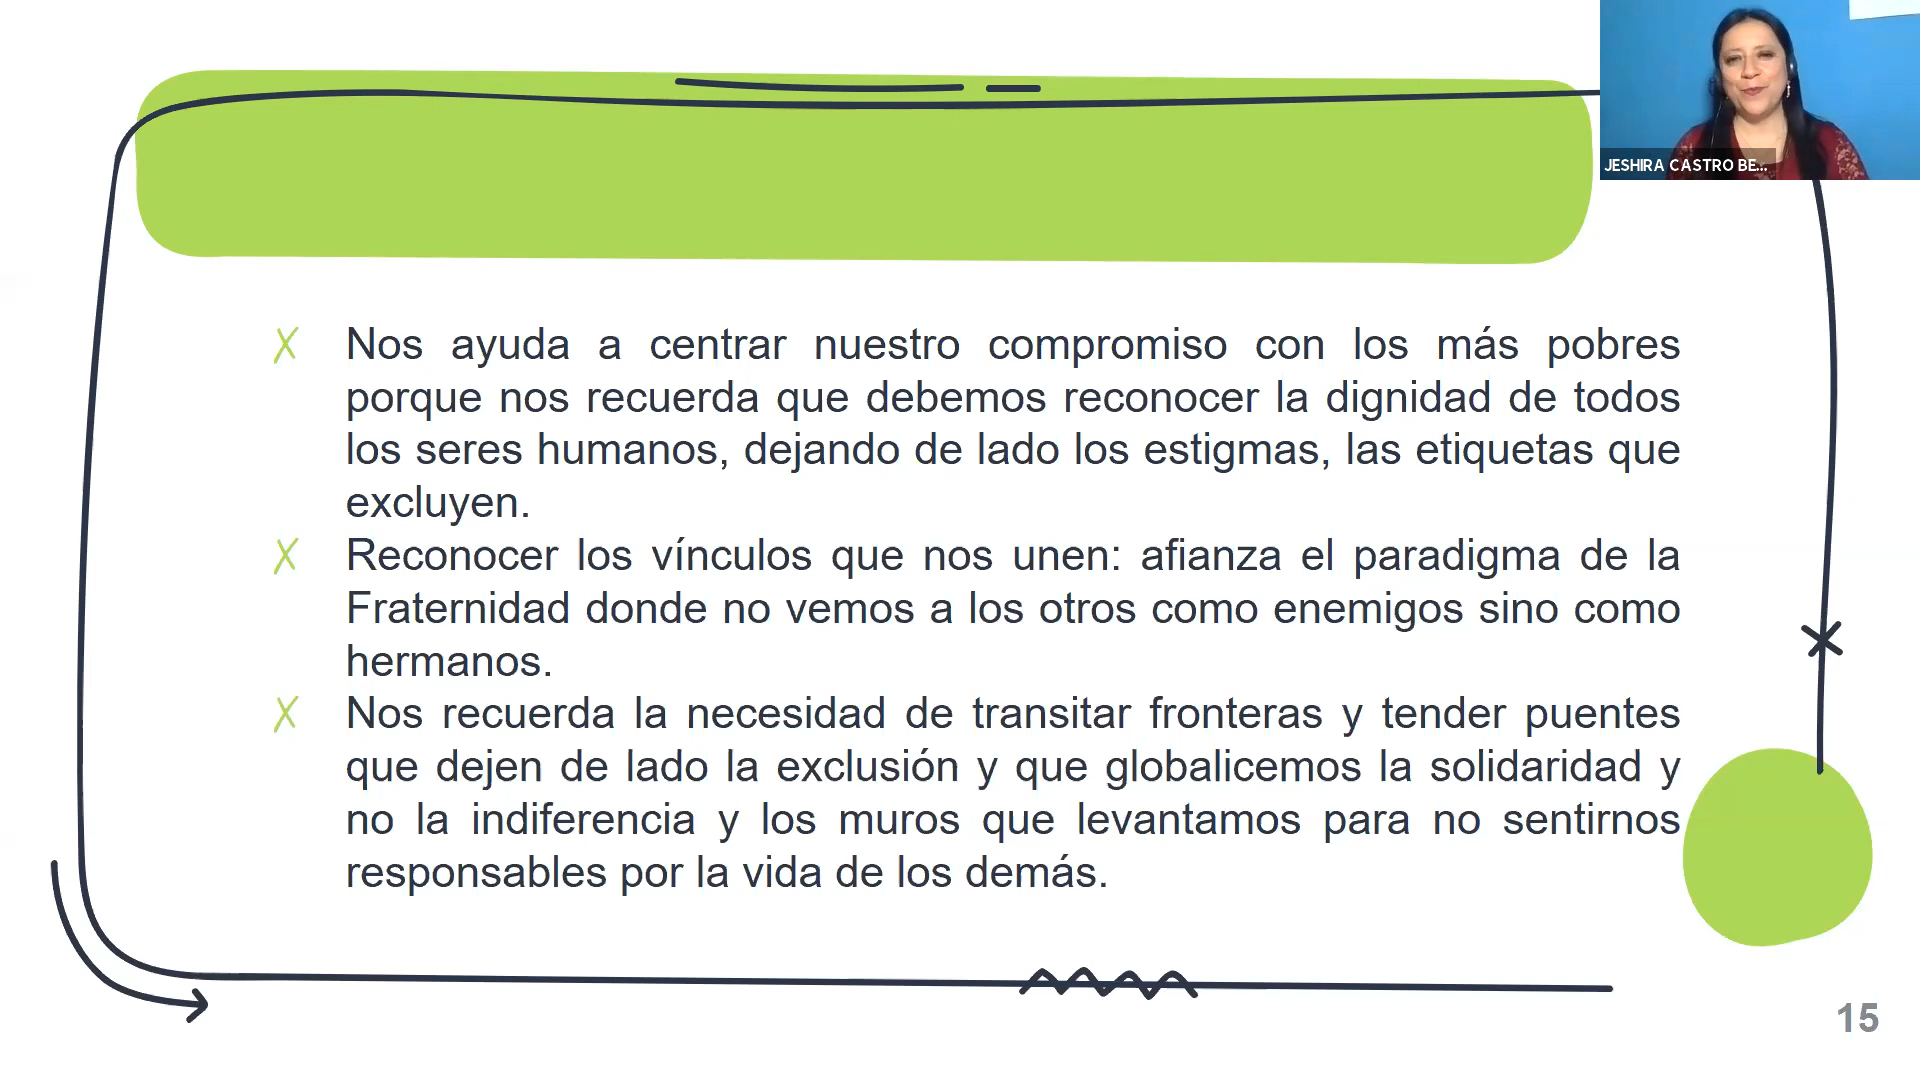 JESHIRA CASTRO BE...
Nos ayuda a centrar nuestro compromiso con los más pobres
porque nos recuerda que debemos reconocer la dignidad de todos
los seres humanos, dejando de lado los estigmas, las etiquetas que
excluyen.
Reconocer los vínculos que nos unen: afianza el paradigma de la
Fraternidad donde no vemos a los otros como enemigos sino como
hermanos.
Nos recuerda la necesidad de transitar fronteras y tender puentes
que dejen de lado la exclusión y que globalicemos la solidaridad y
no la indiferencia y los muros que levantamos para no sentirnos
responsables por la vida de los demás.
15